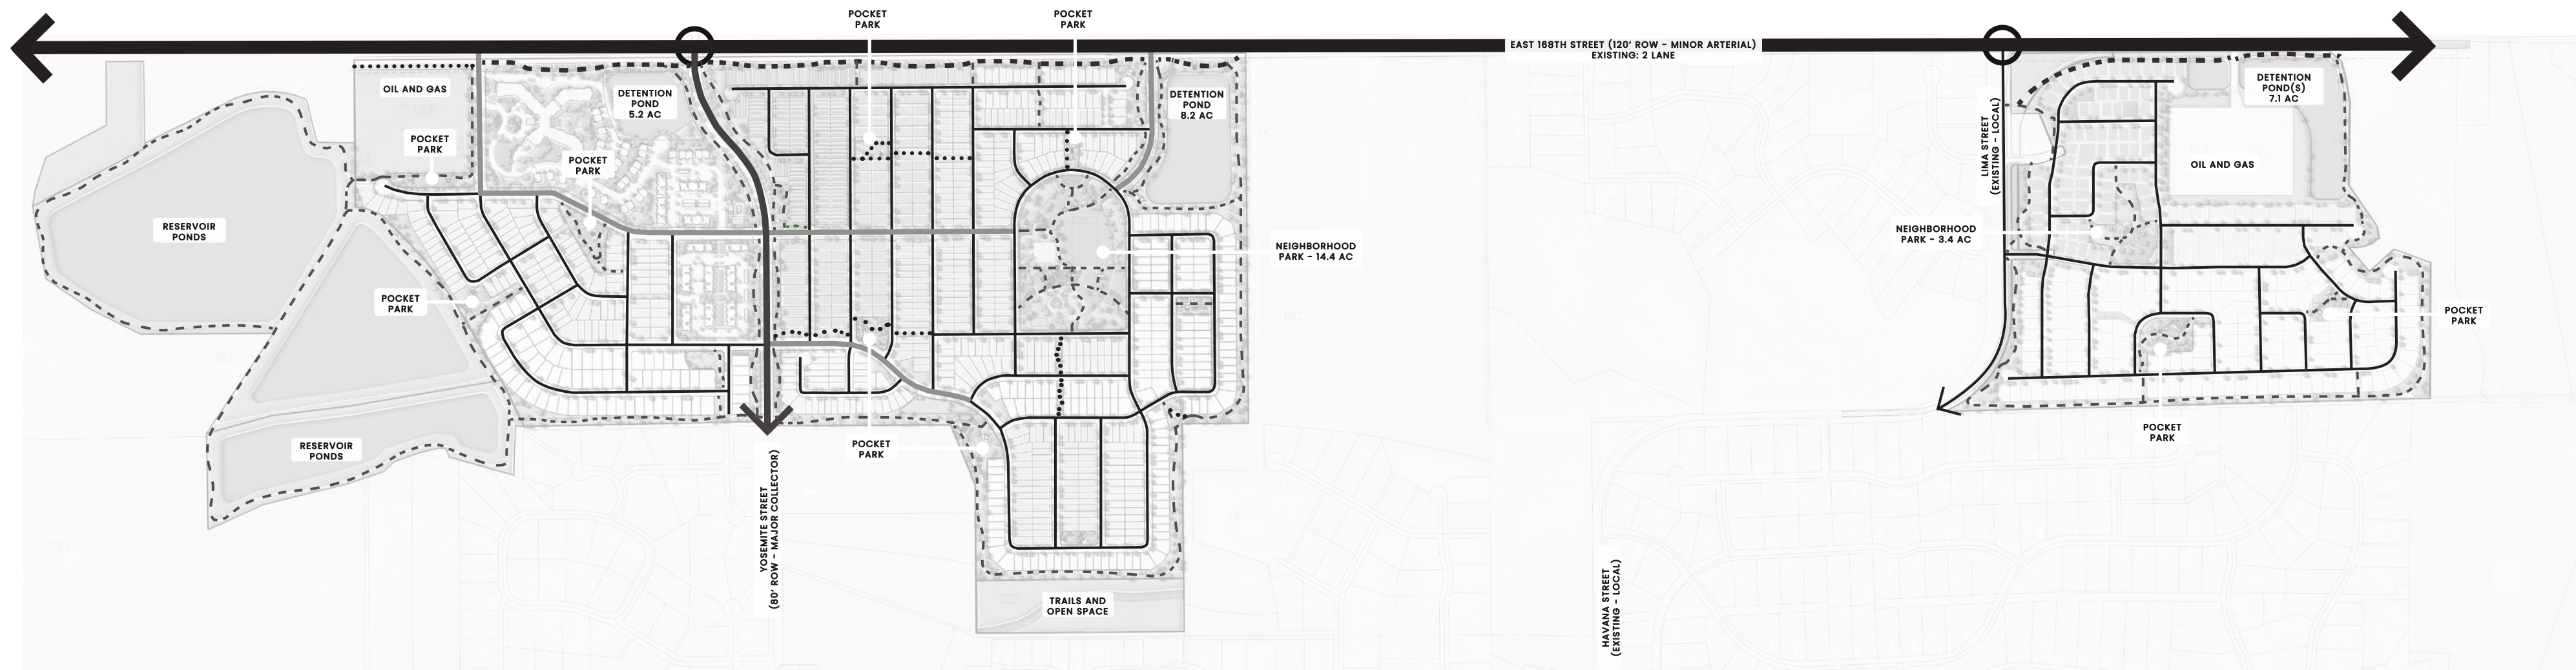 POCKET
PARK
POCKET
PARK
EAST 168TH STREET (120' ROW - MINOR ARTERIAL)
EXISTING: 2 LANE
OIL AND GAS
DETENTION
POND
5.2 AC
DETENTION
POND
8.2 AC
DETENTION
POND(S)
7.1 AC
POCKET
PARK
POCKET
PARK
LIMA STREET
(EXISTING - LOCAL)
OIL AND GAS
RESERVOIR
PONDS
NEIGHBORHOOD
PARK - 14.4 AC
NEIGHBORHOOD
PARK - 3.4 AC
POCKET
PARK
POCKET
PARK
RESERVOIR
PONDS
POCKET
PARK
POCKET
PARK
YOSEMITE STREET
(80' ROW - MAJOR COLLECTOR)
TRAILS AND
OPEN SPACE
HAVANA STREET
(EXISTING - LOCAL)